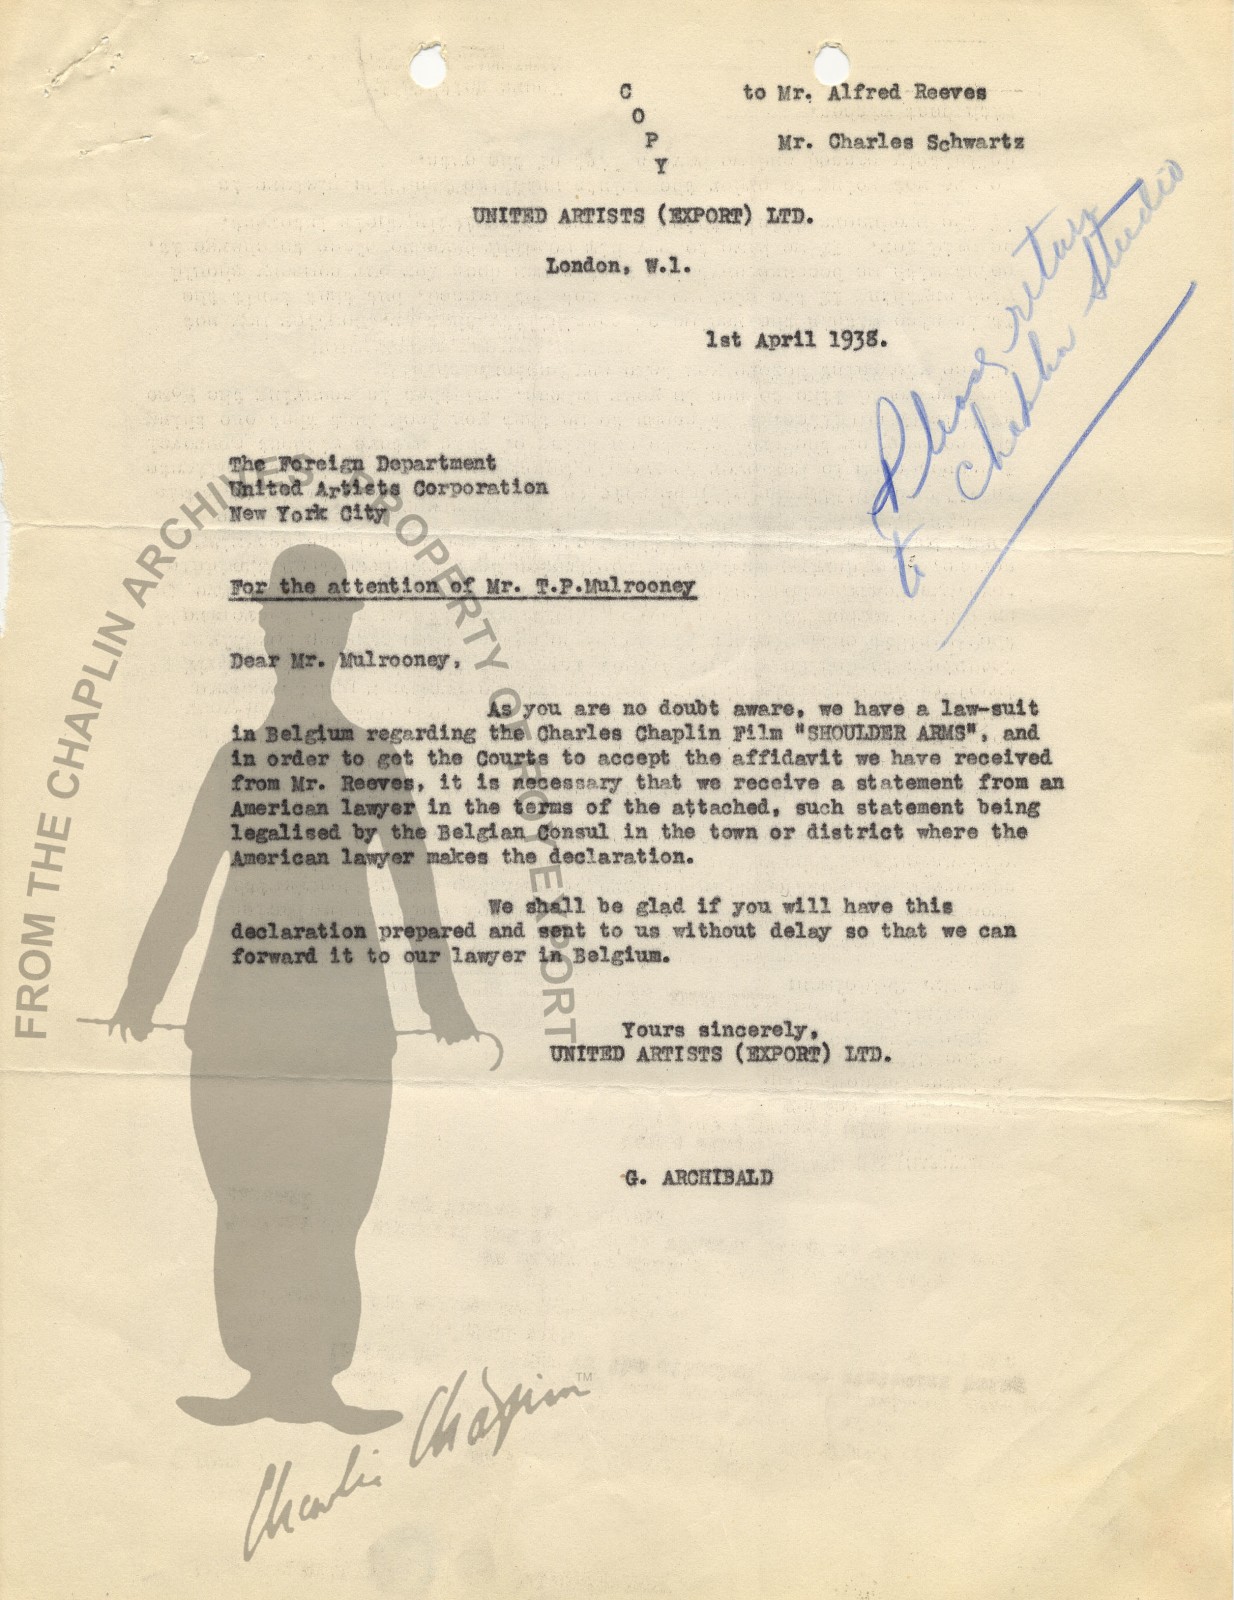 C to Mr. Alfred Reeves
O
P Mr. Charles Schwartz
Y
UNITED ARTISTS (EXPORT) LTD.
London, W.1.
1st April 1938.
Please return
to Chaplin Studio
The Foreign Department
United Artists Corporation
New York City
For the attention of Mr. T.P.Mulrooney
Dear Mr. Mulrooney,
As you are no doubt aware, we have a law-suit
in Belgium regarding the Charles Chaplin Film "SHOULDER ARMS", and
in order to get the Courts to accept the affidavit we have received
from Mr. Reeves, it is necessary that we receive a statement from an
American lawyer in the terms of the attached, such statement being
legalised by the Belgian Consul in the town or district where the
American lawyer makes the declaration.
We shall be glad if you will have this
declaration prepared and sent to us without delay so that we can
forward it to our lawyer in Belgium.
Yours sincerely,
UNITED ARTISTS (EXPORT) LTD.
G. ARCHIBALD
FROM THE CHAPLIN ARCHIVES PROPERTY OF ROY EXPORT
Charlie Chaplin TM